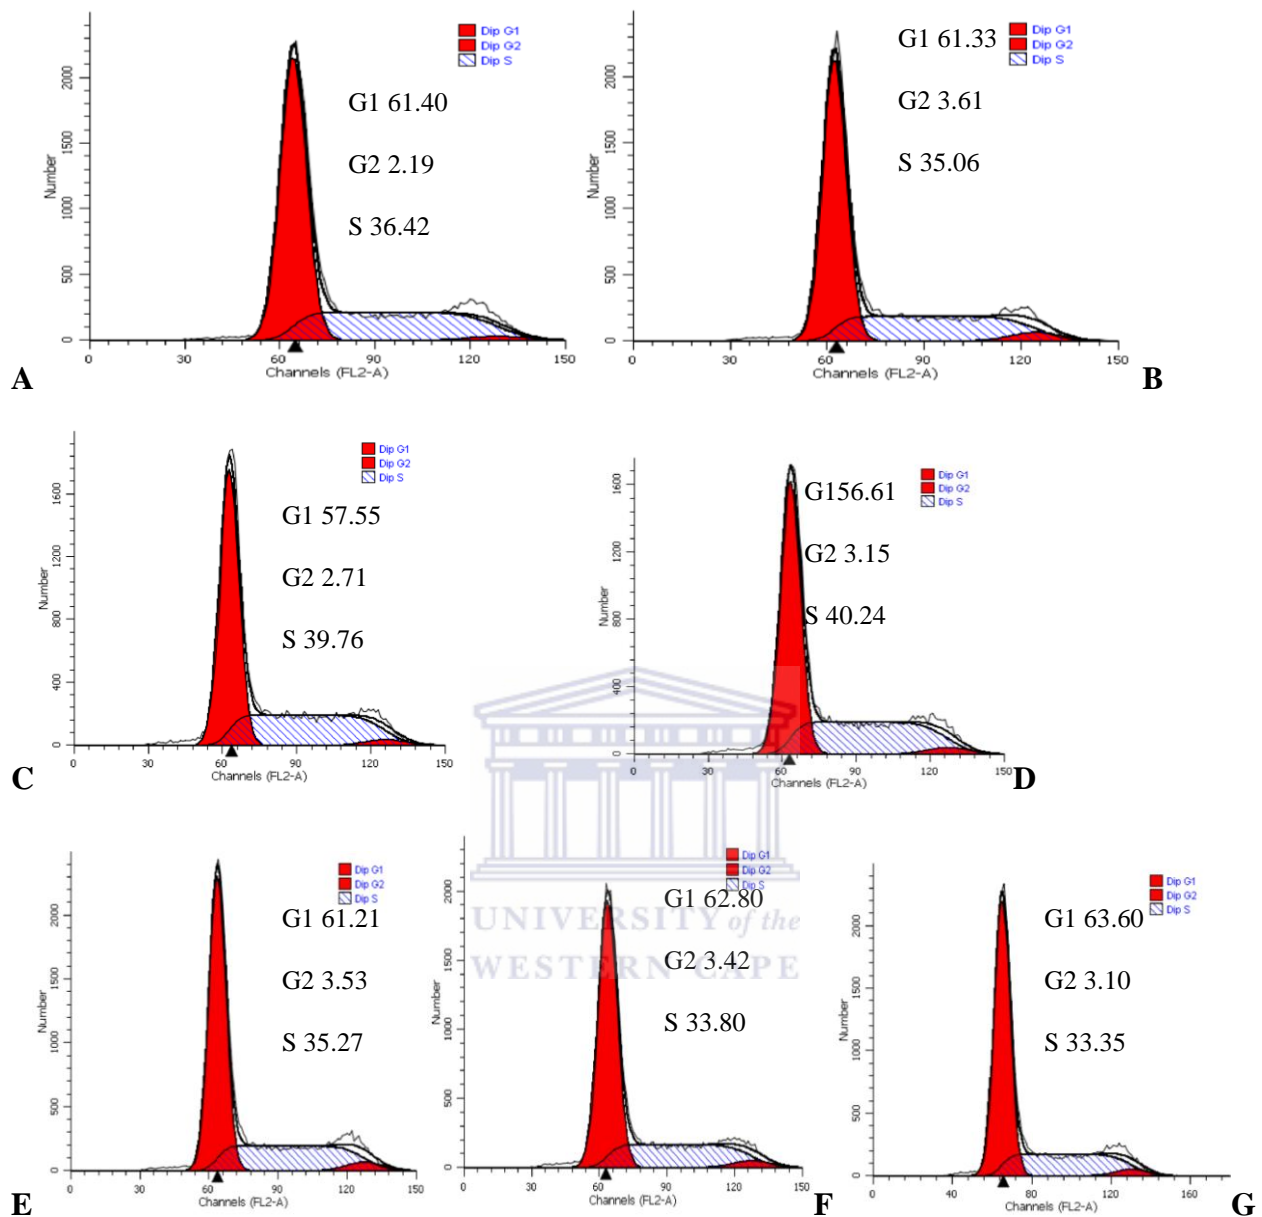 Dip G1
Dip G2
Dip S
G1 61.40
G2 2.19
S 36.42
Number
0
500
1000
1500
2000
0 30 60 90 120 150
Channels (FL2-A)
A
Dip G1
Dip G2
Dip S
G1 61.33
G2 3.61
S 35.06
Number
0
500
1000
1500
2000
0 60 30 90 120 150
Channels (FL2-A)
B
Dip G1
Dip G2
Dip S
G1 57.55
G2 2.71
S 39.76
Number
0
400
800
1200
1600
0 30 60 90 120 150
Channels (FL2-A)
C
Dip G1
Dip G2
Dip S
G156.61
G2 3.15
S 40.24
Number
0
400
800
1200
1600
0 30 60 90 120 150
Channels (FL2-A)
D
Dip G1
Dip G2
Dip S
G1 61.21
G2 3.53
S 35.27
Number
0
500
1000
1500
2000
0 30 60 90 120 150
Channels (FL2-A)
E
Dip G1
Dip G2
Dip S
G1 62.80
G2 3.42
S 33.80
Number
0
500
1000
1500
2000
0 30 60 90 120 150
Channels (FL2-A)
F
Dip G1
Dip G2
Dip S
G1 63.60
G2 3.10
S 33.35
Number
0
500
1000
1500
2000
0 40 80 120 160
Channels (FL2-A)
G
UNIVERSITY of the
WESTERN CAPE